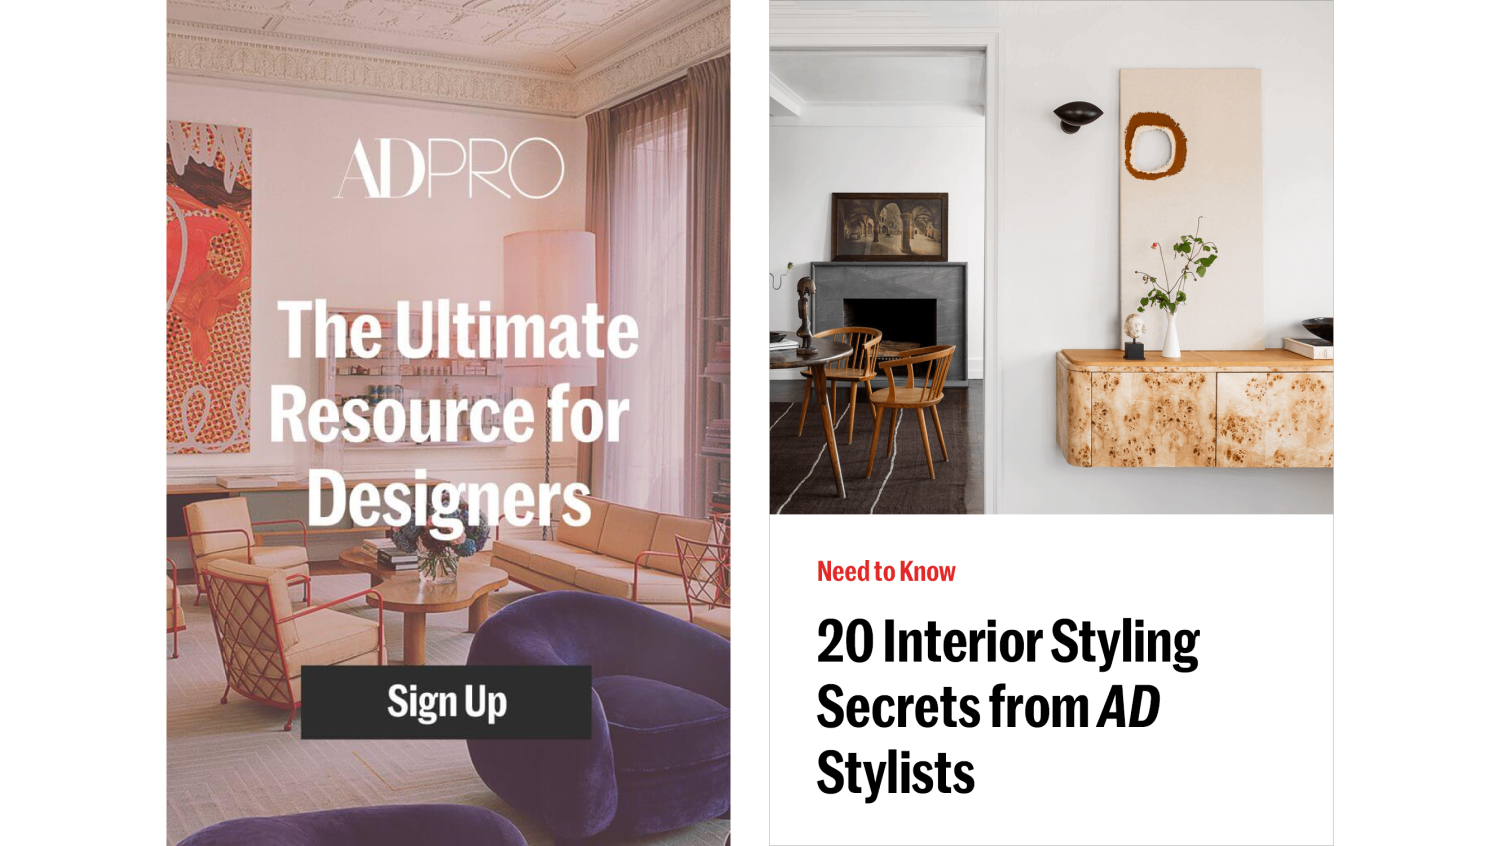 ADPRO
The Ultimate
Resource for
Designers
Sign Up
Need to Know
20 Interior Styling
Secrets from AD
Stylists